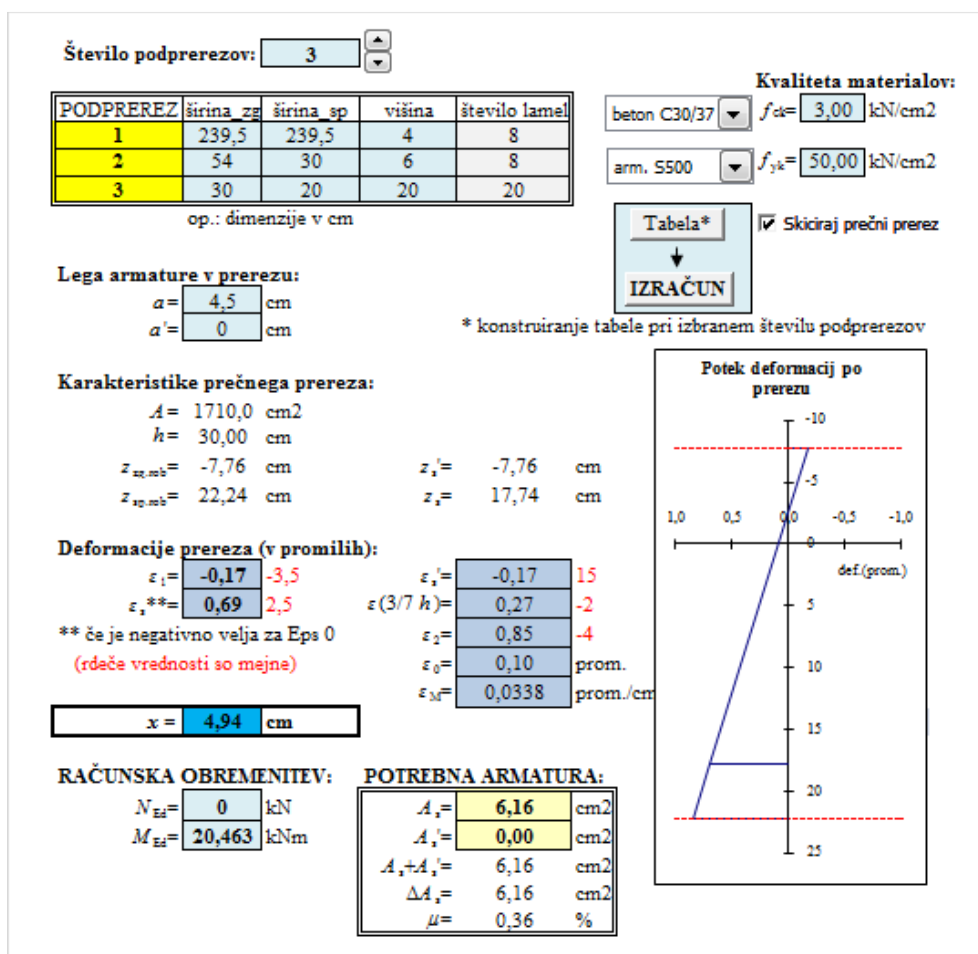 Število podprerezov: 3
Kvaliteta materialov:
PODPREREZ širina_zg širina_sp višina število lamel
1 239,5 239,5 4 8
2 54 30 6 8
3 30 20 20 20
op.: dimenzije v cm
beton C30/37 fck= 3,00 kN/cm2
arm. S500 fyk= 50,00 kN/cm2
Tabela*
Skiciraj prečni prerez
IZRAČUN
* konstruiranje tabele pri izbranem številu podprerezov
Lega armature v prerezu:
a= 4,5 cm
a'= 0 cm
Karakteristike prečnega prereza:
A= 1710,0 cm2
h= 30,00 cm
z zg.rob= -7,76 cm z s'= -7,76 cm
z sp.rob= 22,24 cm z s= 17,74 cm
Deformacije prereza (v promilih):
ε1= -0,17 -3,5 εs'= -0,17 15
εs**= 0,69 2,5 ε(3/7 h)= 0,27 -2
** če je negativno velja za Eps 0 ε2= 0,85 -4
(rdeče vrednosti so mejne) ε0= 0,10 prom.
εM= 0,0338 prom./cm
x = 4,94 cm
RAČUNSKA OBREMENITEV:
NEd= 0 kN
MEd= 20,463 kNm
POTREBNA ARMATURA:
As= 6,16 cm2
As'= 0,00 cm2
As+As'= 6,16 cm2
ΔAs= 6,16 cm2
μ= 0,36 %
Potek deformacij po
prerezu
-10
-5
1,0 0,5 0,0 -0,5 -1,0
0
def.(prom.)
5
10
15
20
25